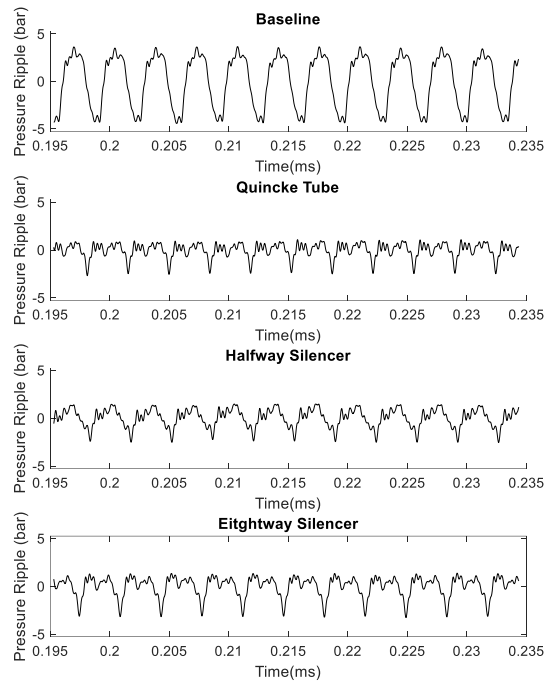 Baseline
5
0
-5
Pressure Ripple (bar)
0.195 0.2 0.205 0.21 0.215 0.22 0.225 0.23 0.235
Time(ms)
Quincke Tube
5
0
-5
Pressure Ripple (bar)
0.195 0.2 0.205 0.21 0.215 0.22 0.225 0.23 0.235
Time(ms)
Halfway Silencer
5
0
-5
Pressure Ripple (bar)
0.195 0.2 0.205 0.21 0.215 0.22 0.225 0.23 0.235
Time(ms)
Eitghtway Silencer
5
0
-5
Pressure Ripple (bar)
0.195 0.2 0.205 0.21 0.215 0.22 0.225 0.23 0.235
Time(ms)